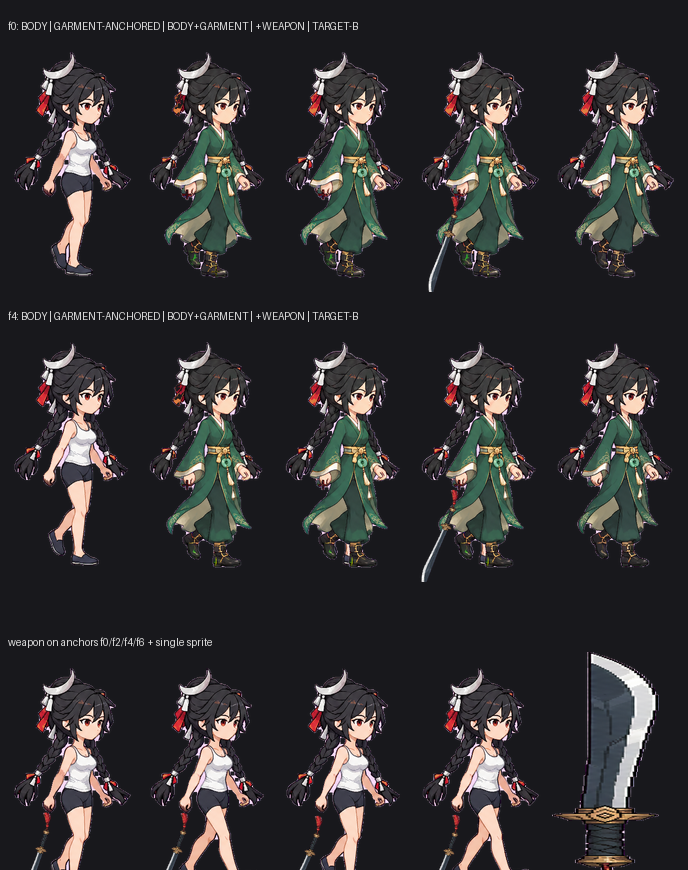 f0: BODY | GARMENT-ANCHORED | BODY+GARMENT | +WEAPON | TARGET-B
f4: BODY | GARMENT-ANCHORED | BODY+GARMENT | +WEAPON | TARGET-B
weapon on anchors f0/f2/f4/f6 + single sprite